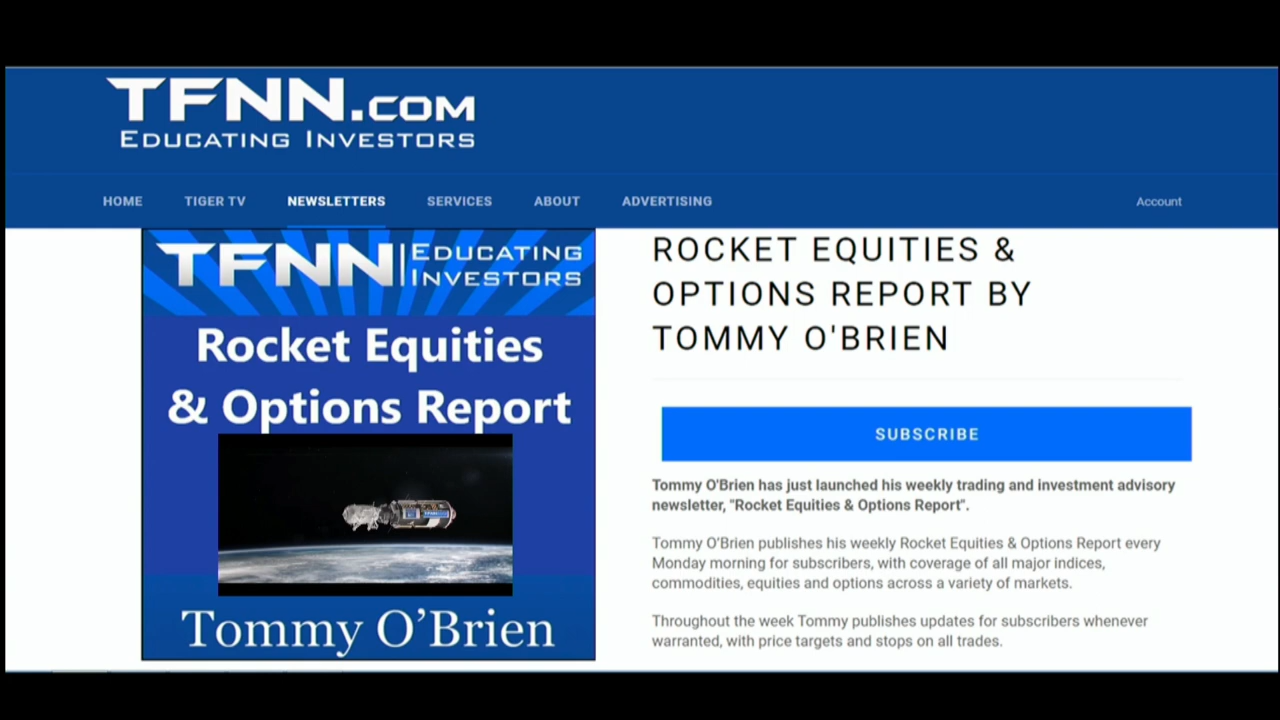 TFNN.COM
EDUCATING INVESTORS
HOME TIGER TV NEWSLETTERS SERVICES ABOUT ADVERTISING Account
TFNN | EDUCATING
INVESTORS
Rocket Equities
& Options Report
Tommy O’Brien
ROCKET EQUITIES &
OPTIONS REPORT BY
TOMMY O'BRIEN
SUBSCRIBE
Tommy O'Brien has just launched his weekly trading and investment advisory
newsletter, "Rocket Equities & Options Report".
Tommy O'Brien publishes his weekly Rocket Equities & Options Report every
Monday morning for subscribers, with coverage of all major indices,
commodities, equities and options across a variety of markets.
Throughout the week Tommy publishes updates for subscribers whenever
warranted, with price targets and stops on all trades.